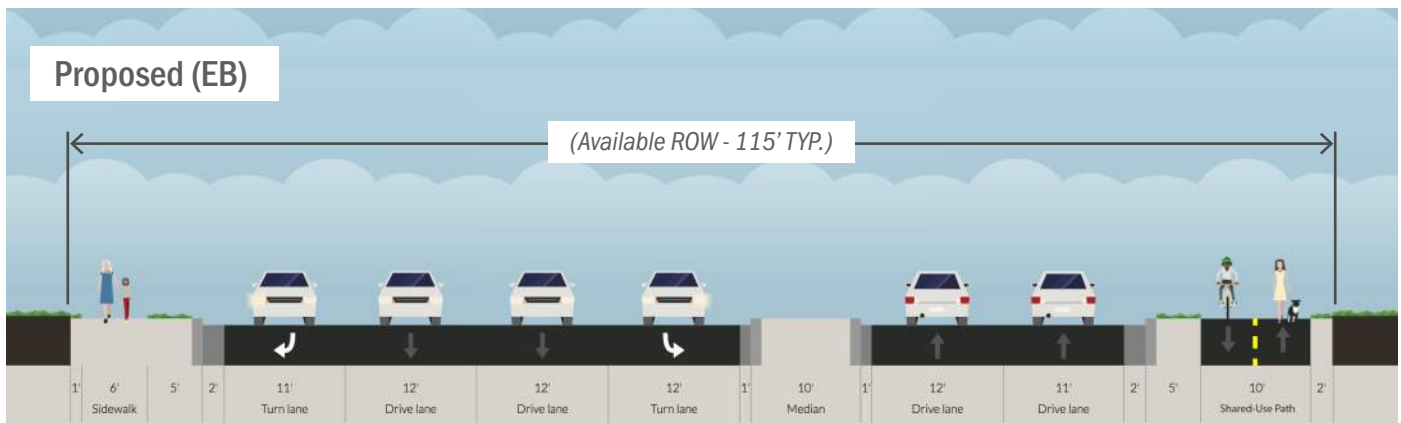 Proposed (EB)
(Available ROW - 115' TYP.)
1' 6' 5' 2' 11' 12' 12' 12' 1' 10' 1' 12' 11' 2' 5' 10' 2'
Sidewalk Turn lane Drive lane Drive lane Turn lane Median Drive lane Drive lane Shared-Use Path